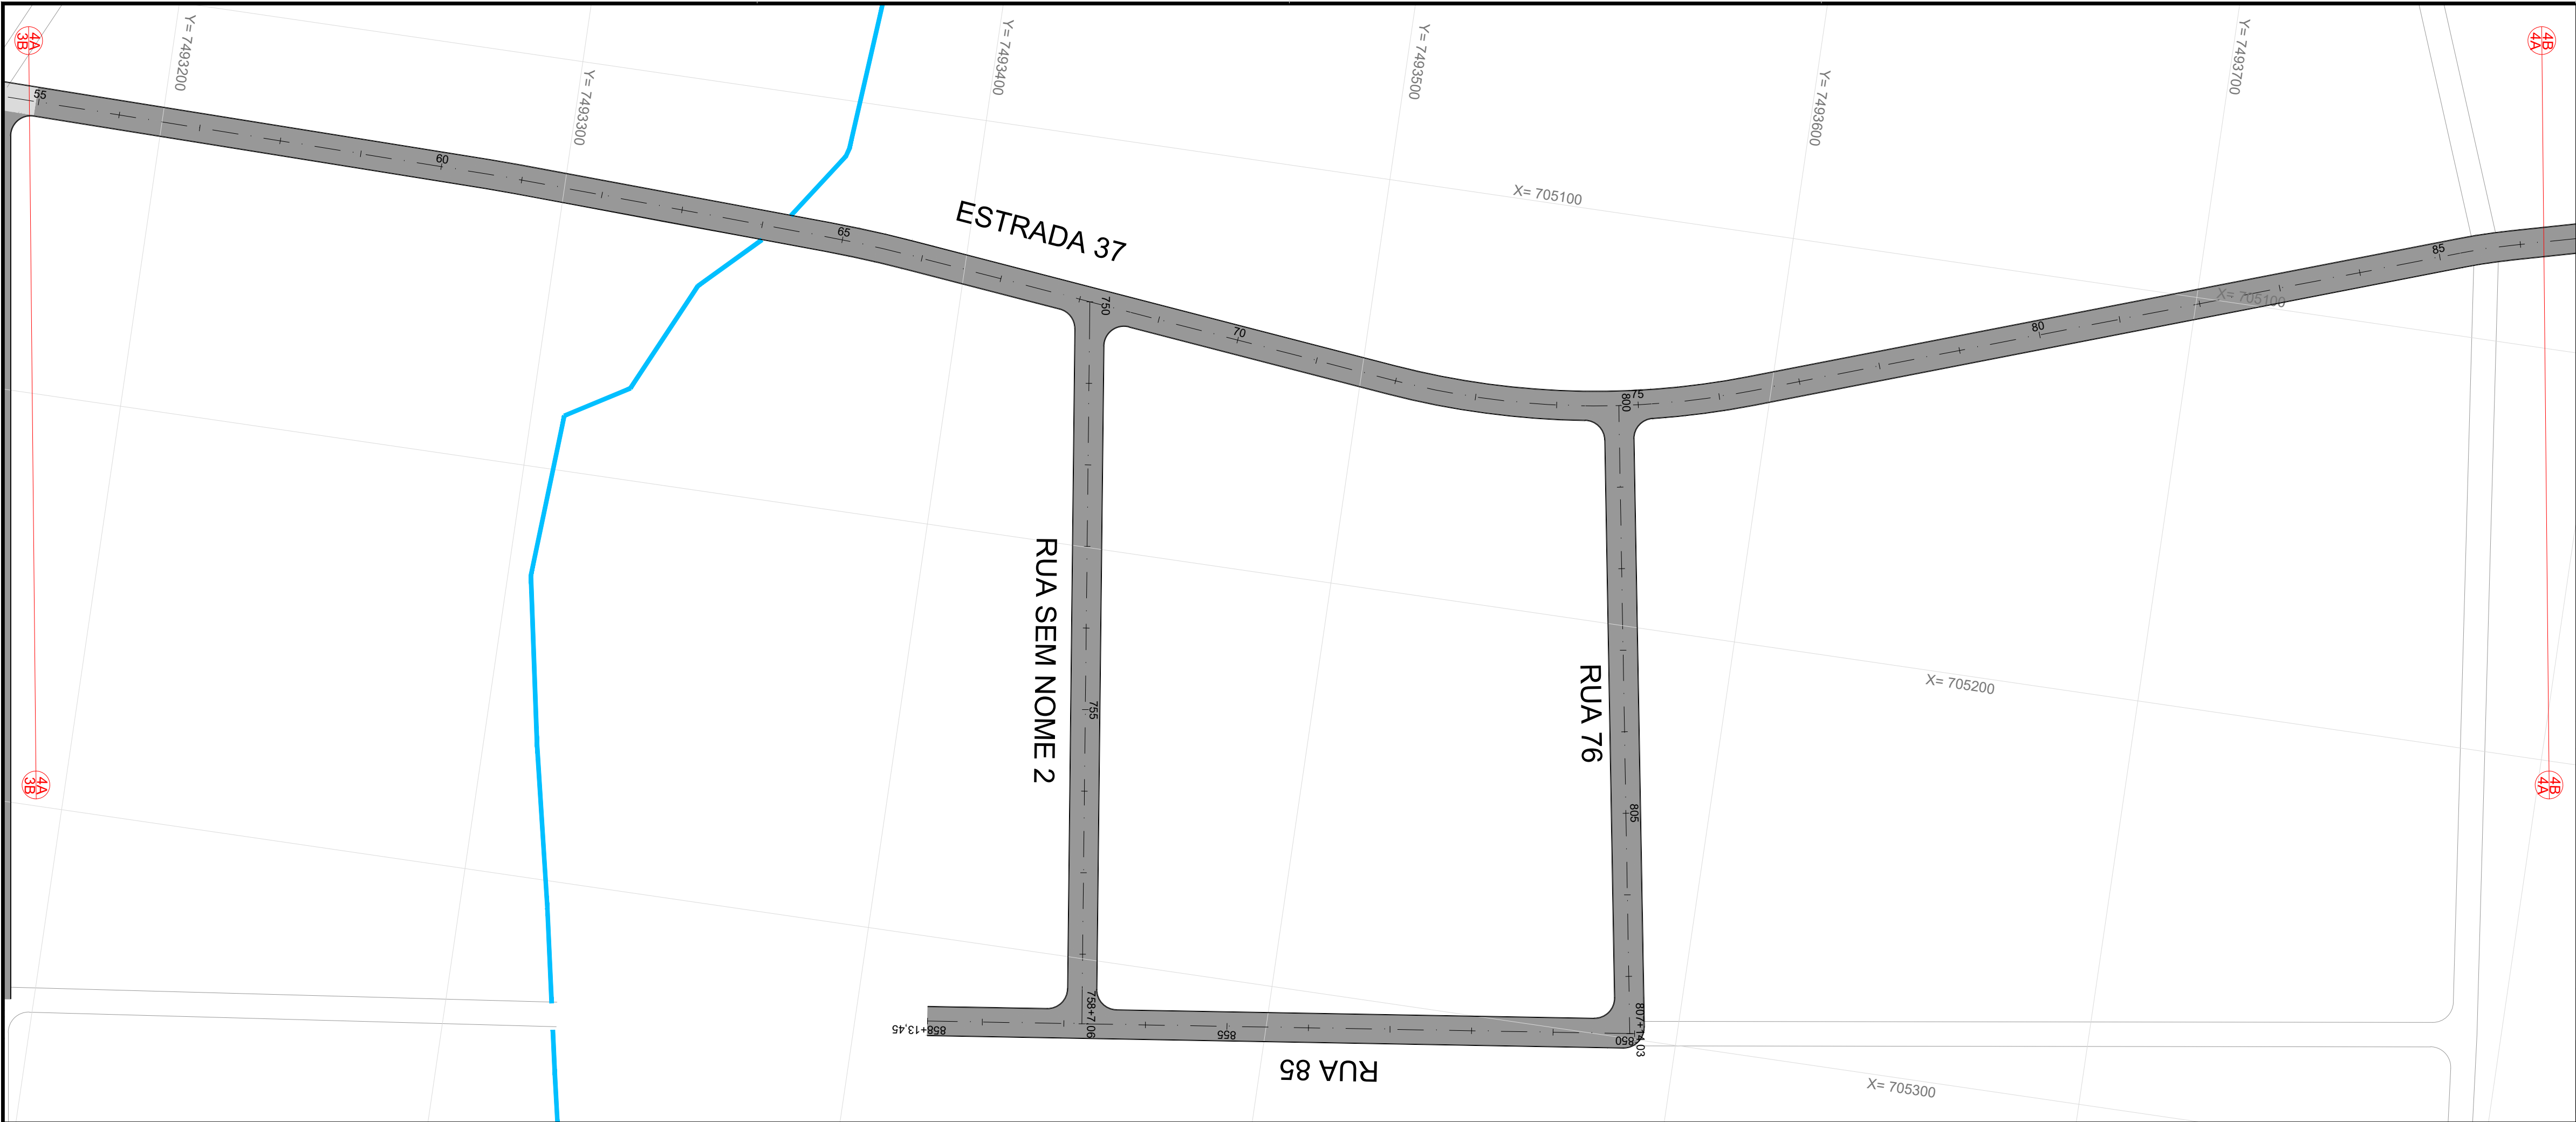 4A
3B
Y= 7493200
Y= 7493300
Y= 7493400
Y= 7493500
Y= 7493600
Y= 7493700
4B
4A
55
60
65
ESTRADA 37
X= 705100
750
70
800
75
80
85
X= 705100
RUA SEM NOME 2
755
RUA 76
805
X= 705200
4A
3B
4B
4A
858+13,45
758+7,06
855
850
807+14,03
RUA 85
X= 705300